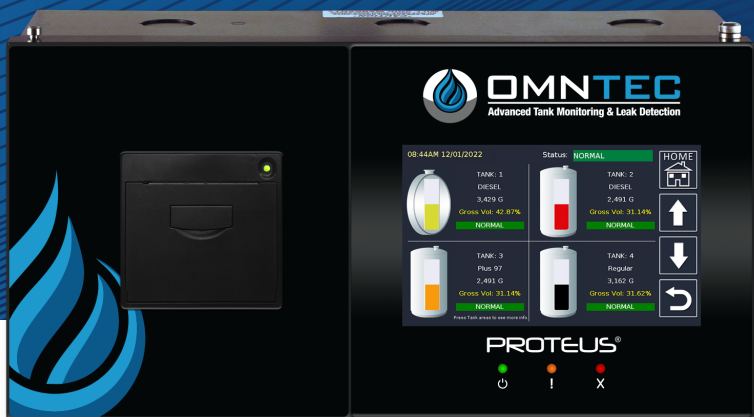 OMNTEC
Advanced Tank Monitoring & Leak Detection
08:44AM 12/01/2022
Status: NORMAL
HOME
TANK: 1
DIESEL
3,429 G
Gross Vol: 42.87%
NORMAL
TANK: 2
DIESEL
2,491 G
Gross Vol: 31.14%
NORMAL
TANK: 3
Plus 97
2,491 G
Gross Vol: 31.14%
NORMAL
TANK: 4
Regular
3,162 G
Gross Vol: 31.62%
NORMAL
Press Tank areas to see more info
PROTEUS®
! X